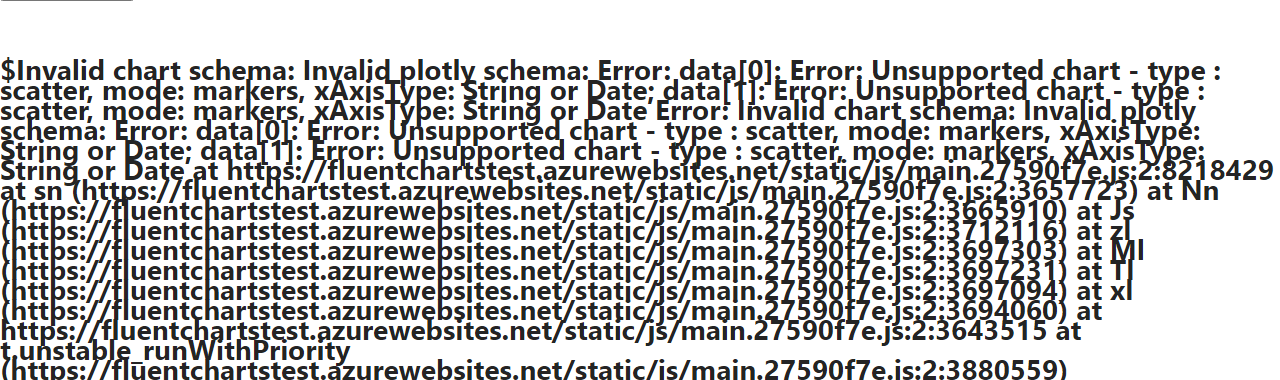 $Invalid chart schema: Invalid plotly schema: Error: data[0]: Error: Unsupported chart - type :
scatter, mode: markers, xAxisType: String or Date; data[1]: Error: Unsupported chart - type :
scatter, mode: markers, xAxisType: String or Date Error: Invalid chart schema: Invalid plotly
schema: Error: data[0]: Error: Unsupported chart - type : scatter, mode: markers, xAxisType:
String or Date; data[1]: Error: Unsupported chart - type : scatter, mode: markers, xAxisType:
String or Date at https://fluentchartstest.azurewebsites.net/static/js/main.27590f7e.js:2:8218429
at sn (https://fluentchartstest.azurewebsites.net/static/js/main.27590f7e.js:2:3657723) at Nn
(https://fluentchartstest.azurewebsites.net/static/js/main.27590f7e.js:2:3665910) at Js
(https://fluentchartstest.azurewebsites.net/static/js/main.27590f7e.js:2:3712116) at zl
(https://fluentchartstest.azurewebsites.net/static/js/main.27590f7e.js:2:3697303) at Ml
(https://fluentchartstest.azurewebsites.net/static/js/main.27590f7e.js:2:3697231) at Tl
(https://fluentchartstest.azurewebsites.net/static/js/main.27590f7e.js:2:3697094) at xl
(https://fluentchartstest.azurewebsites.net/static/js/main.27590f7e.js:2:3694060) at
https://fluentchartstest.azurewebsites.net/static/js/main.27590f7e.js:2:3643515 at
t.unstable_runWithPriority
(https://fluentchartstest.azurewebsites.net/static/js/main.27590f7e.js:2:3880559)